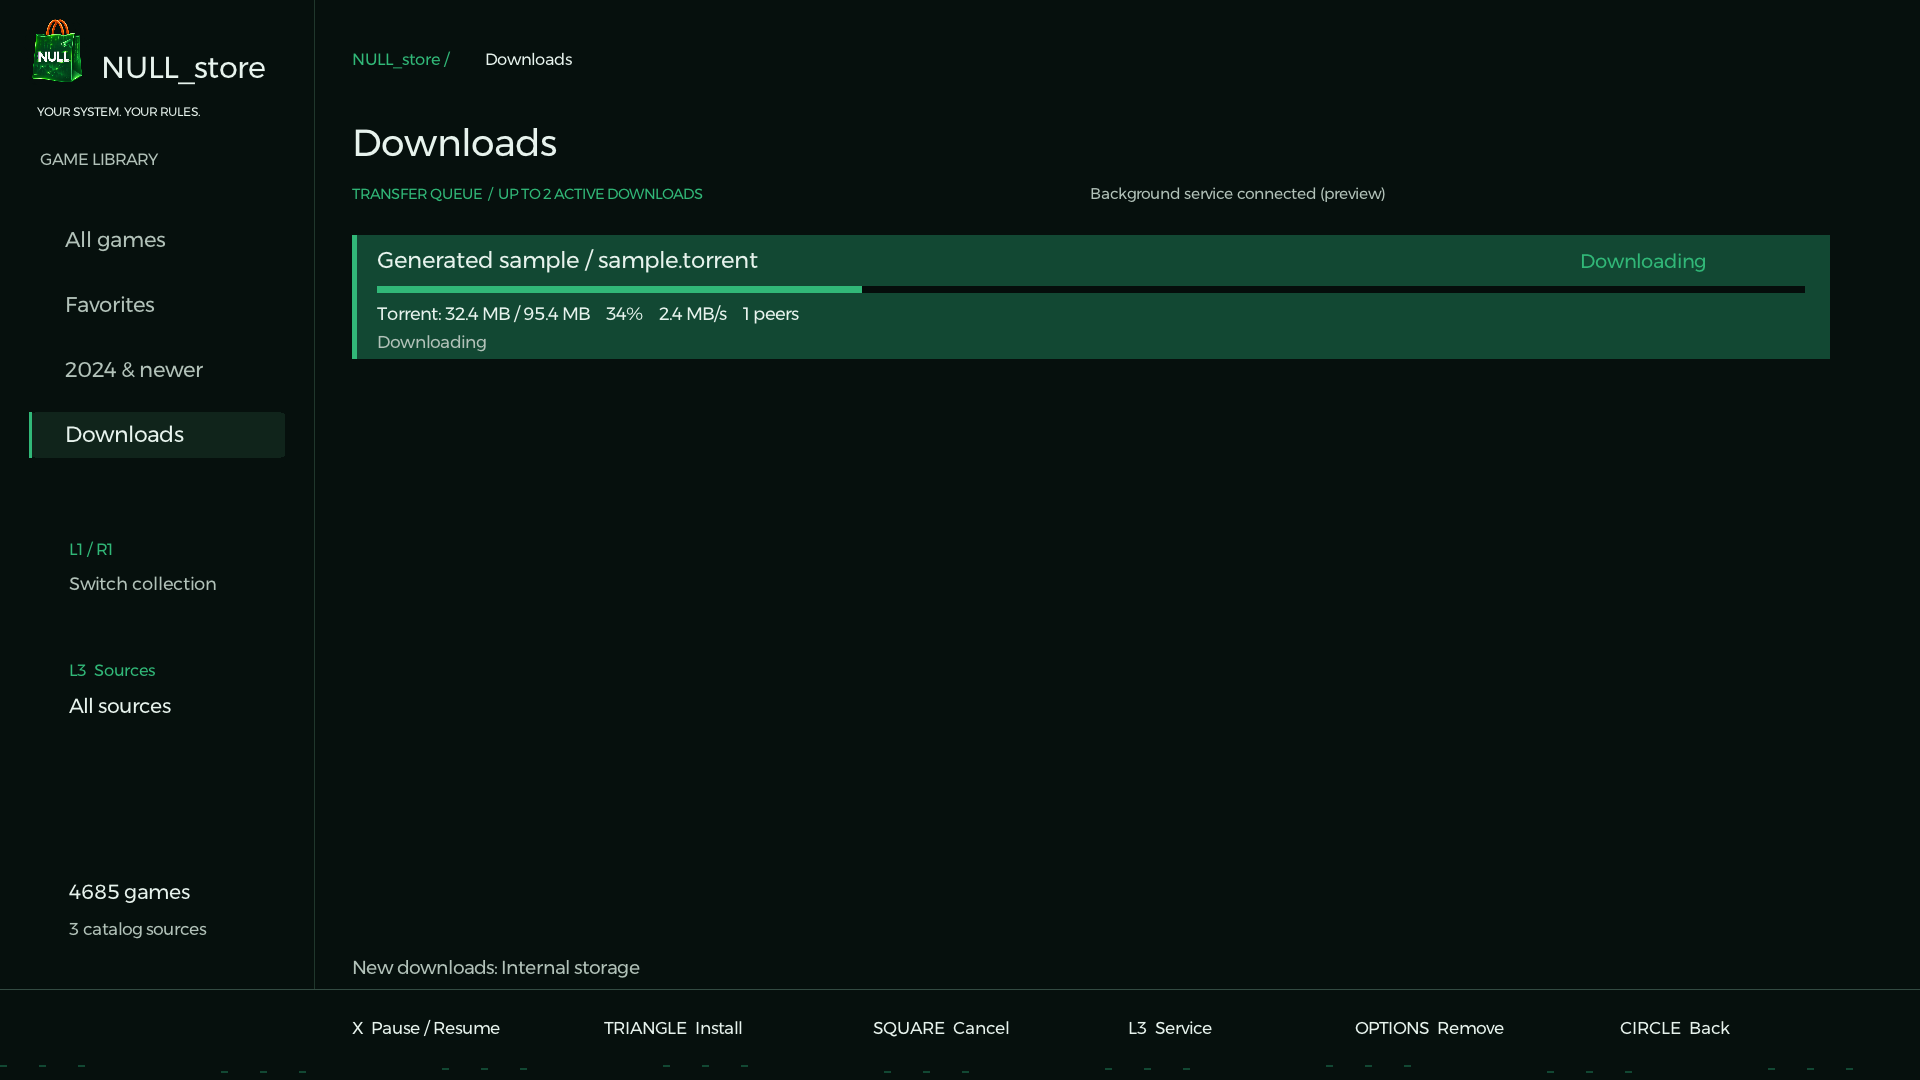 NULL
NULL_store
YOUR SYSTEM. YOUR RULES.
GAME LIBRARY
All games
Favorites
2024 & newer
Downloads
L1 / R1
Switch collection
L3 Sources
All sources
4685 games
3 catalog sources
NULL_store / Downloads
Downloads
TRANSFER QUEUE / UP TO 2 ACTIVE DOWNLOADS Background service connected (preview)
Generated sample / sample.torrent Downloading
Torrent: 32.4 MB / 95.4 MB 34% 2.4 MB/s 1 peers
Downloading
New downloads: Internal storage
X Pause / Resume TRIANGLE Install SQUARE Cancel L3 Service OPTIONS Remove CIRCLE Back